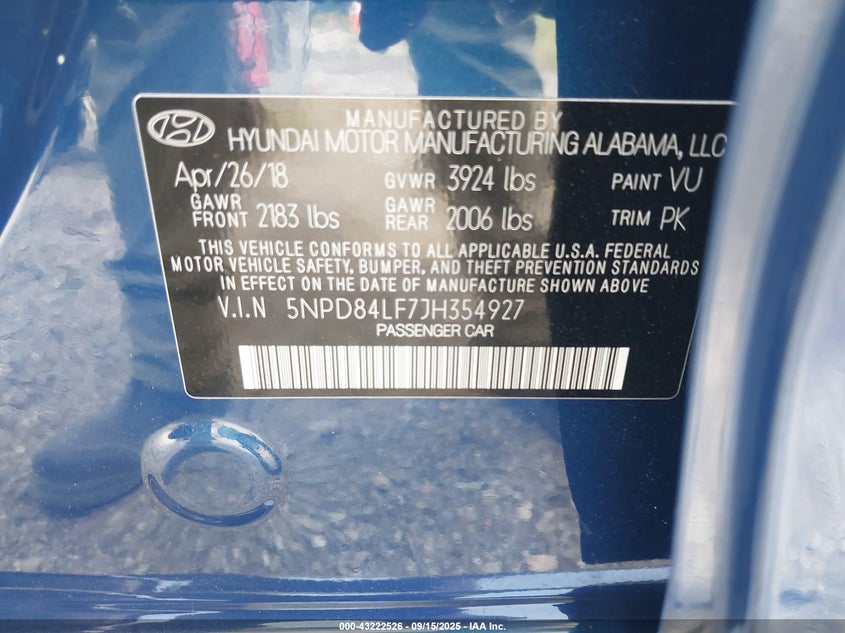 MANUFACTURED BY
HYUNDAI MOTOR MANUFACTURING ALABAMA, LLC
Apr/26/18 GVWR 3924 lbs PAINT VU
GAWR FRONT 2183 lbs GAWR REAR 2006 lbs TRIM PK
THIS VEHICLE CONFORMS TO ALL APPLICABLE U.S.A. FEDERAL
MOTOR VEHICLE SAFETY, BUMPER, AND THEFT PREVENTION STANDARDS
IN EFFECT ON THE DATE OF MANUFACTURE SHOWN ABOVE
V.I.N 5NPD84LF7JH354927
PASSENGER CAR
000-43222526 - 09/15/2025 - IAA Inc.